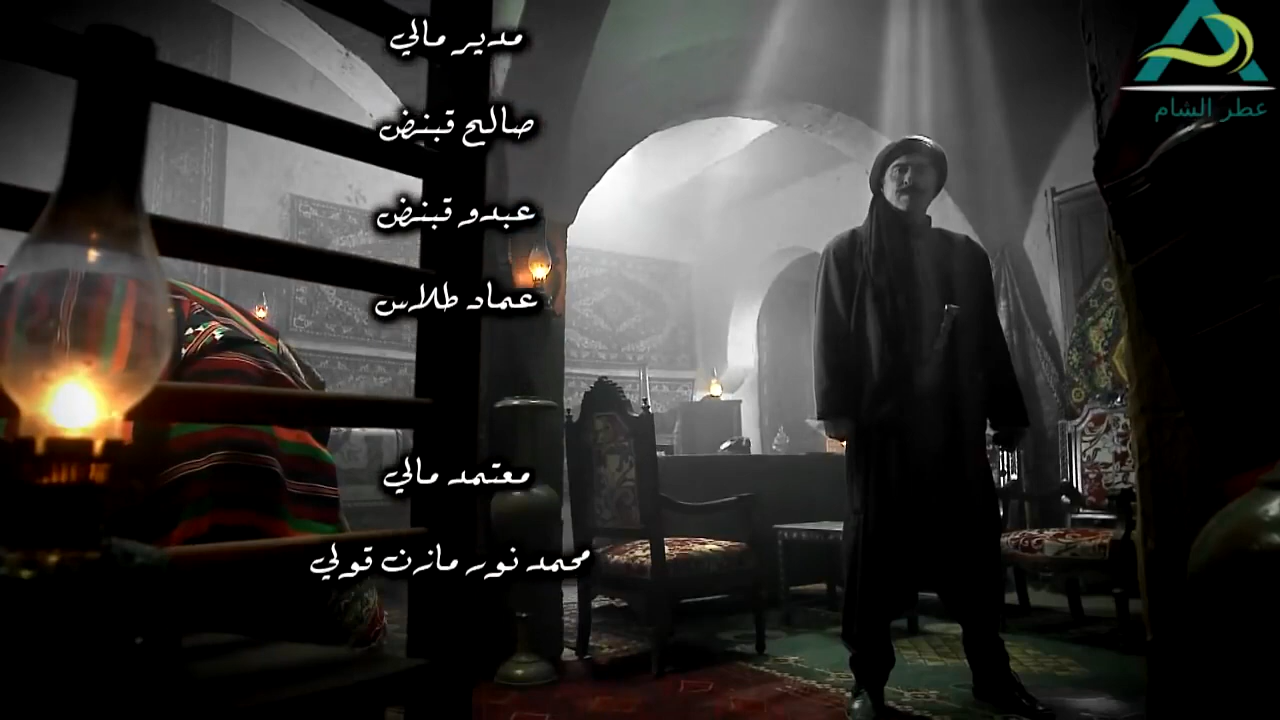 مدير مالي
صالح قبنض
عبدو قبنض
عماد طلاس
معتمد مالي
محمد نور مازن قولي
عطر الشام